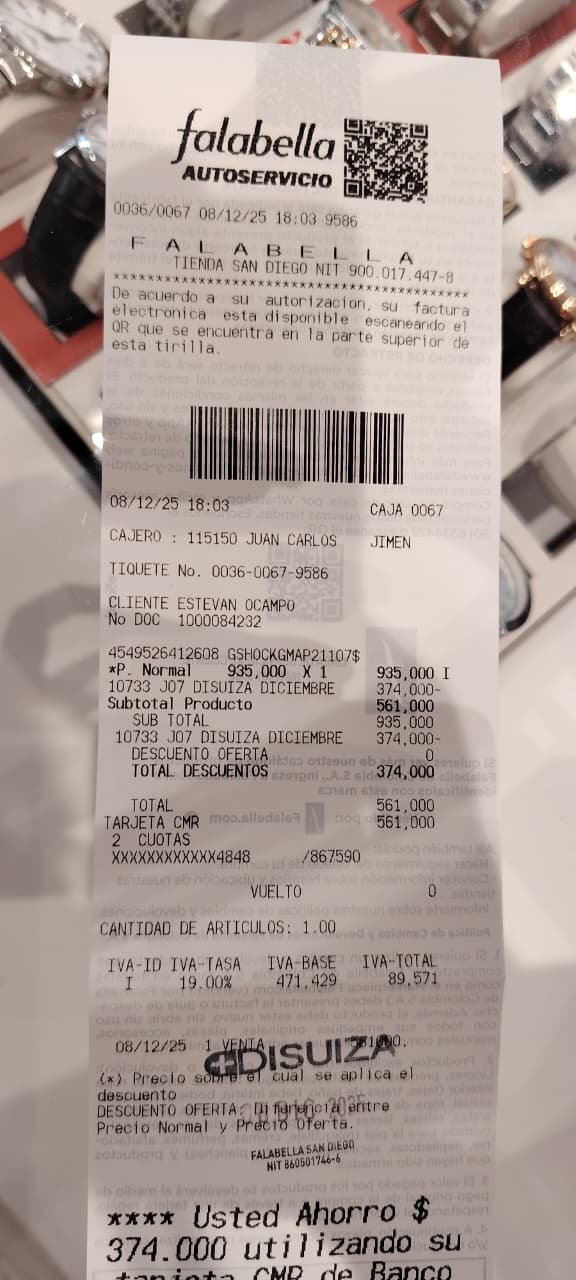 falabella
AUTOSERVICIO
0036/0067 08/12/25 18:03 9586
F A L A B E L L A
TIENDA SAN DIEGO NIT 900.017.447-8
******************************************
De acuerdo a su autorizacion, su factura
electronica esta disponible escaneando el
QR que se encuentra en la parte superior de
esta tirilla.
08/12/25 18:03 CAJA 0067
CAJERO : 115150 JUAN CARLOS JIMEN
TIQUETE No. 0036-0067-9586
CLIENTE ESTEVAN OCAMPO
No DOC 1000084232
4549526412608 GSHOCKGMAP21107$
*P. Normal 935,000 X 1 935,000 I
10733 J07 DISUIZA DICIEMBRE 374,000-
Subtotal Producto 561,000
SUB TOTAL 935,000
10733 J07 DISUIZA DICIEMBRE 374,000-
DESCUENTO OFERTA 0
TOTAL DESCUENTOS 374,000
TOTAL 561,000
TARJETA CMR 561,000
2 CUOTAS
XXXXXXXXXXXX4848 /867590
VUELTO 0
CANTIDAD DE ARTICULOS: 1.00
IVA-ID IVA-TASA IVA-BASE IVA-TOTAL
I 19.00% 471,429 89,571
08/12/25 1 VENTA 561000.
DISUIZA
(*) Precio sobre el cual se aplica el
descuento
DESCUENTO OFERTA: Diferencia entre
Precio Normal y Precio Oferta.
FALABELLA SAN DIEGO
NIT 860501746-6
**** Usted Ahorro $
374.000 utilizando su
tarjeta CMR de Banco